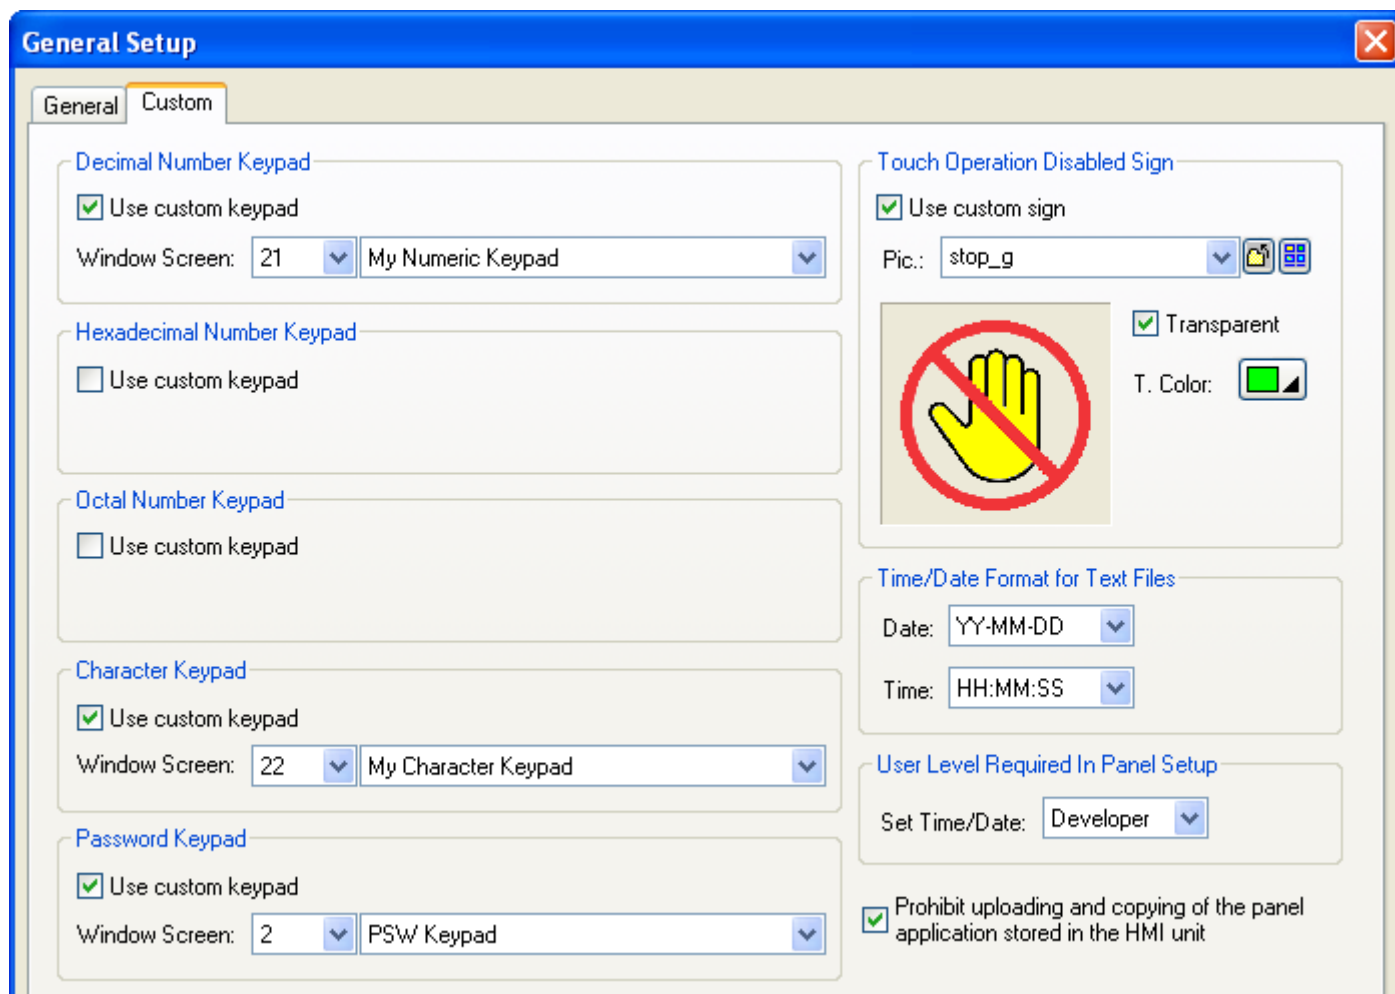 General Setup
General
Custom
Decimal Number Keypad
Use custom keypad
Window Screen: 21 My Numeric Keypad
Hexadecimal Number Keypad
Use custom keypad
Octal Number Keypad
Use custom keypad
Character Keypad
Use custom keypad
Window Screen: 22 My Character Keypad
Password Keypad
Use custom keypad
Window Screen: 2 PSW Keypad
Touch Operation Disabled Sign
Use custom sign
Pic.: stop_g
Transparent
T. Color:
Time/Date Format for Text Files
Date: YY-MM-DD
Time: HH:MM:SS
User Level Required In Panel Setup
Set Time/Date: Developer
Prohibit uploading and copying of the panel
application stored in the HMI unit